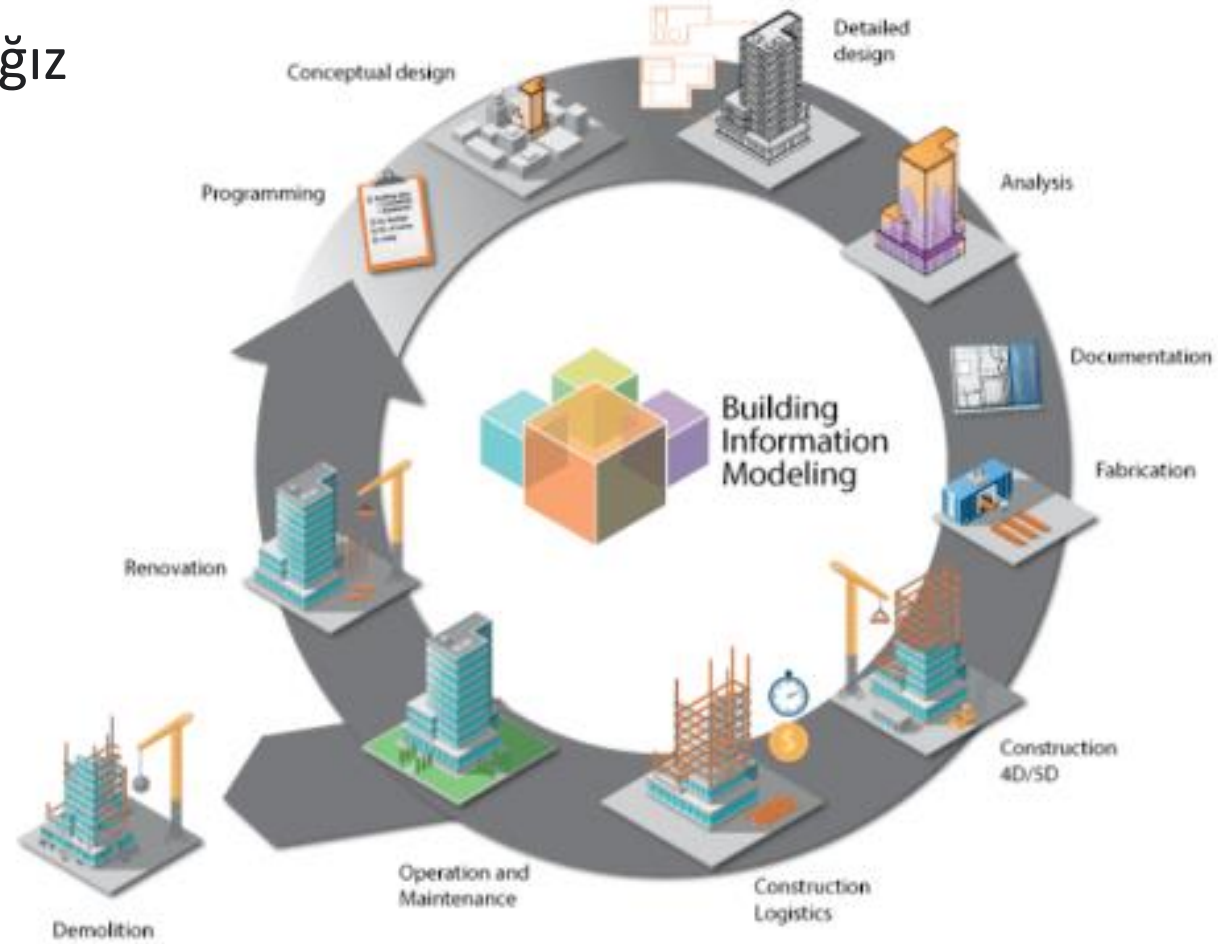 ğız
Conceptual design
Detailed
design
Programming
Analysis
Documentation
Building
Information
Modeling
Fabrication
Renovation
Construction
4D/5D
Operation and
Maintenance
Construction
Logistics
Demolition